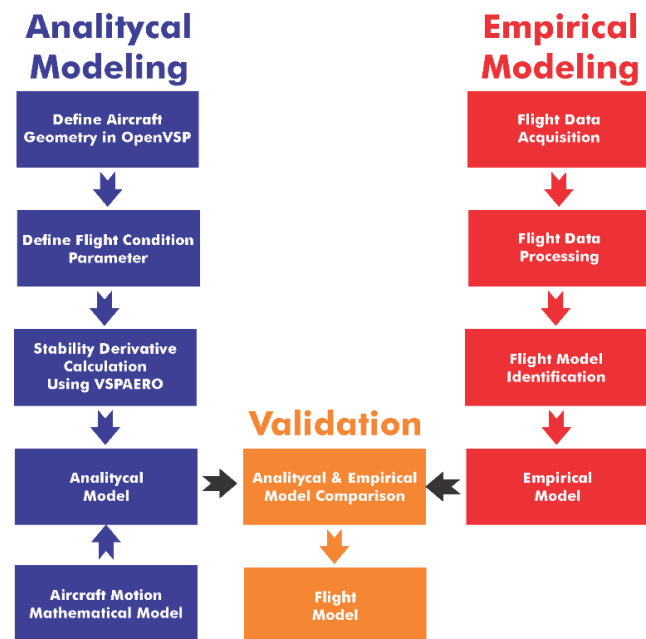 Analitycal
Modeling
Define Aircraft
Geometry in OpenVSP
Define Flight Condition
Parameter
Stability Derivative
Calculation
Using VSPAERO
Analitycal
Model
Aircraft Motion
Mathematical Model
Validation
Analitycal & Empirical
Model Comparison
Flight
Model
Empirical
Modeling
Flight Data
Acquisition
Flight Data
Processing
Flight Model
Identification
Empirical
Model